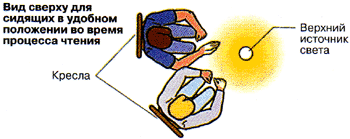 Вид сверху для
сидящих в удобном
положении во время
процесса чтения
Верхний
источник
света
Кресла